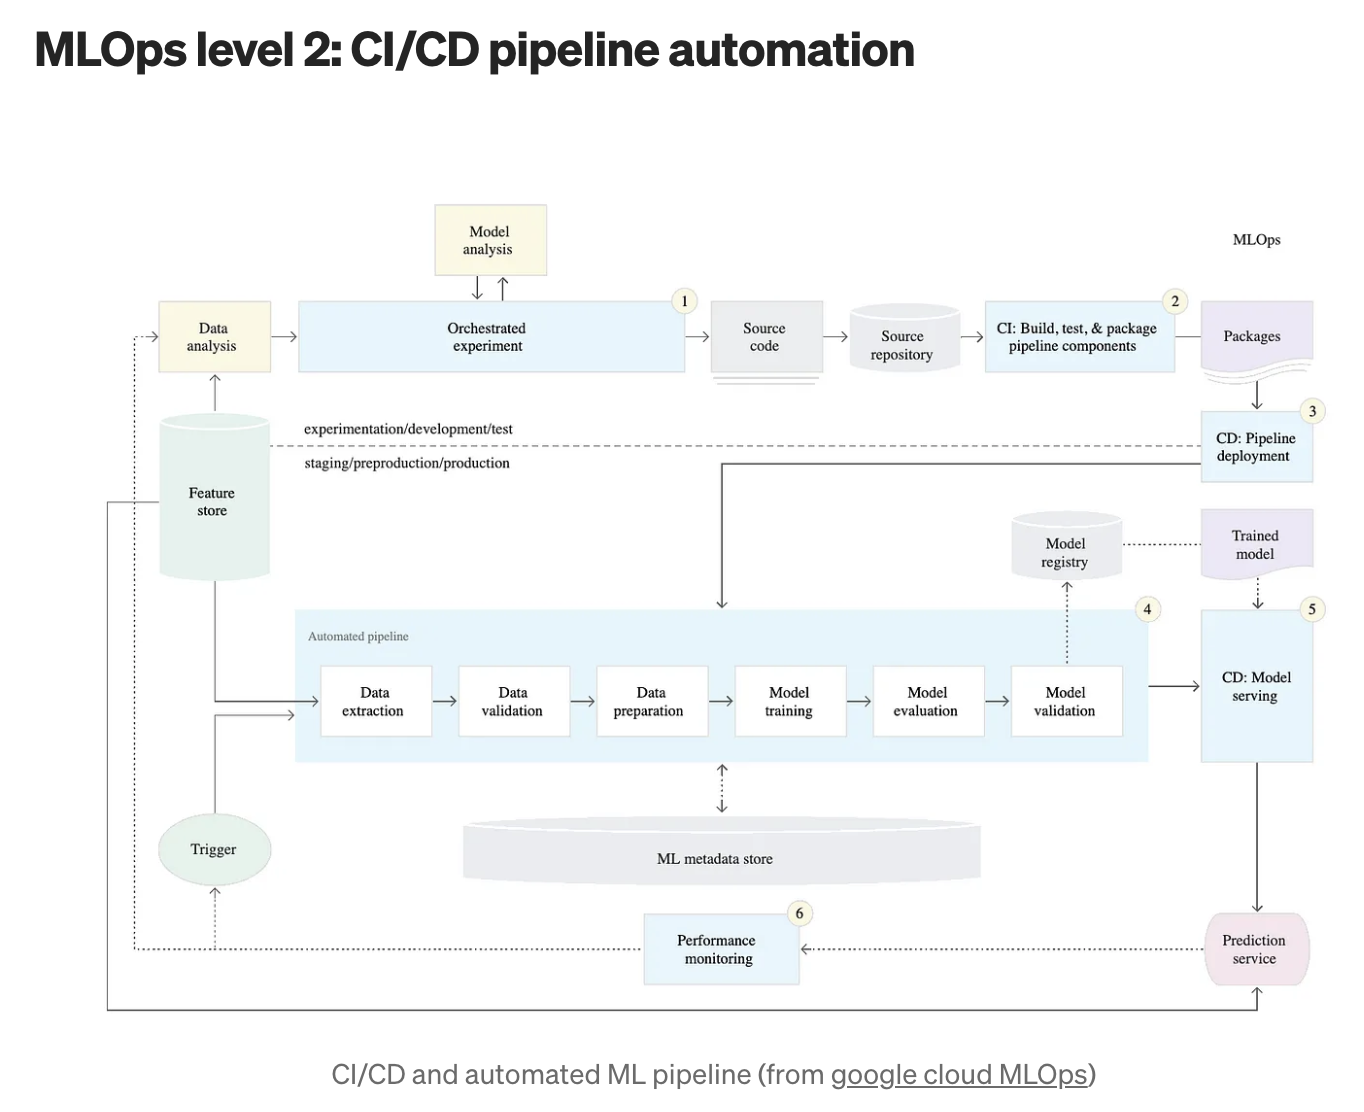 MLOps level 2: CI/CD pipeline automation
Model
analysis
MLOps
Data
analysis
Orchestrated
experiment
1
Source
code
Source
repository
CI: Build, test, & package
pipeline components
2
Packages
experimentation/development/test
staging/preproduction/production
CD: Pipeline
deployment
3
Feature
store
Model
registry
Trained
model
Automated pipeline
4
Data
extraction
Data
validation
Data
preparation
Model
training
Model
evaluation
Model
validation
CD: Model
serving
5
Trigger
ML metadata store
Performance
monitoring
6
Prediction
service
CI/CD and automated ML pipeline (from google cloud MLOps)